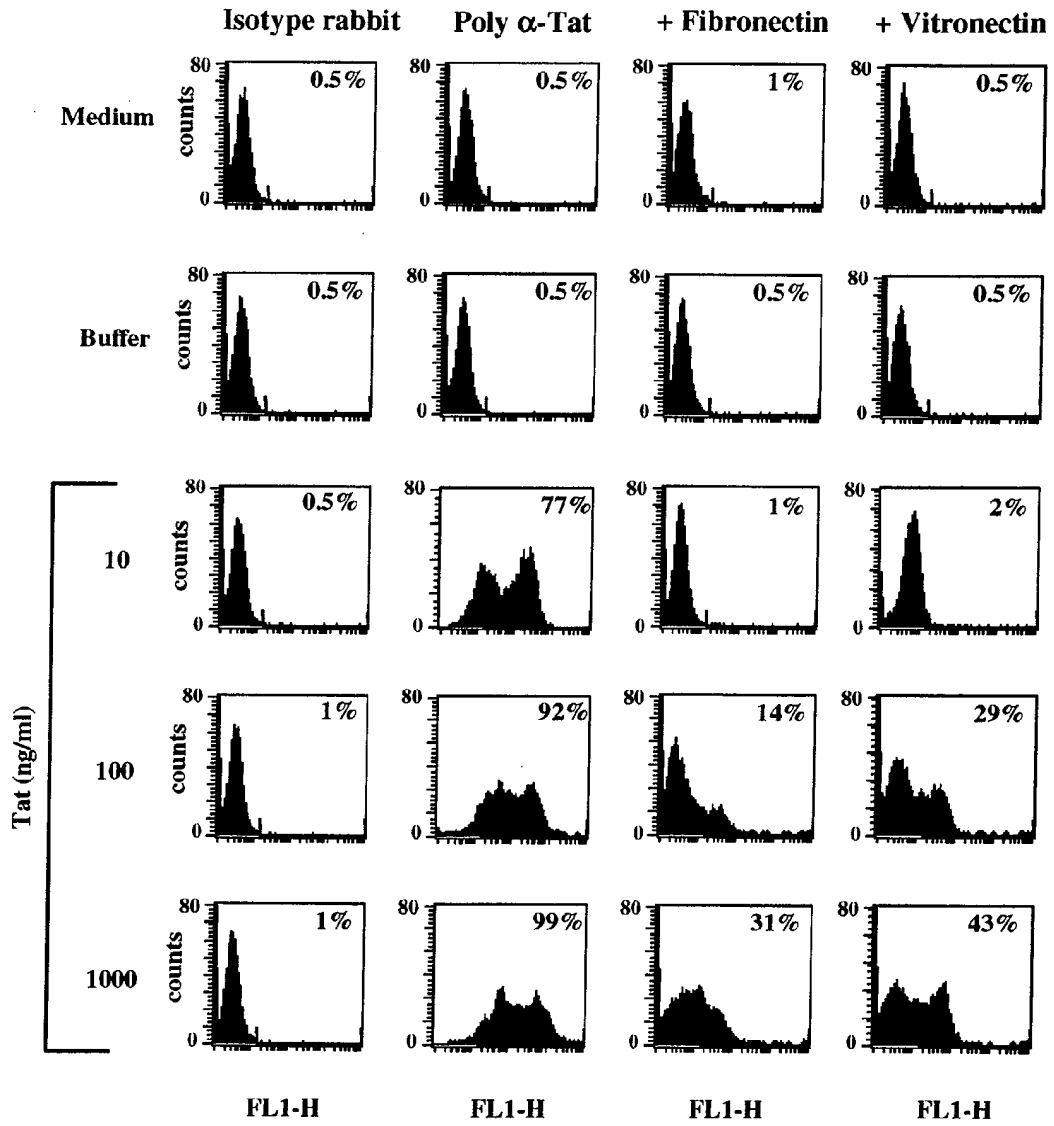 Isotype rabbit Poly α-Tat + Fibronectin + Vitronectin
Medium counts 80 0 0.5% 0.5% 1% 80 0 0.5%
Buffer counts 80 0 0.5% 80 0 0.5% 80 0 0.5% 80 0 0.5%
10 counts 80 0 0.5% 80 0 77% 80 0 1% 80 0 2%
Tat (ng/ml)
100 counts 80 0 1% 80 0 92% 80 0 14% 80 0 29%
1000 counts 80 0 1% 80 0 99% 80 0 31% 80 0 43%
FL1-H FL1-H FL1-H FL1-H